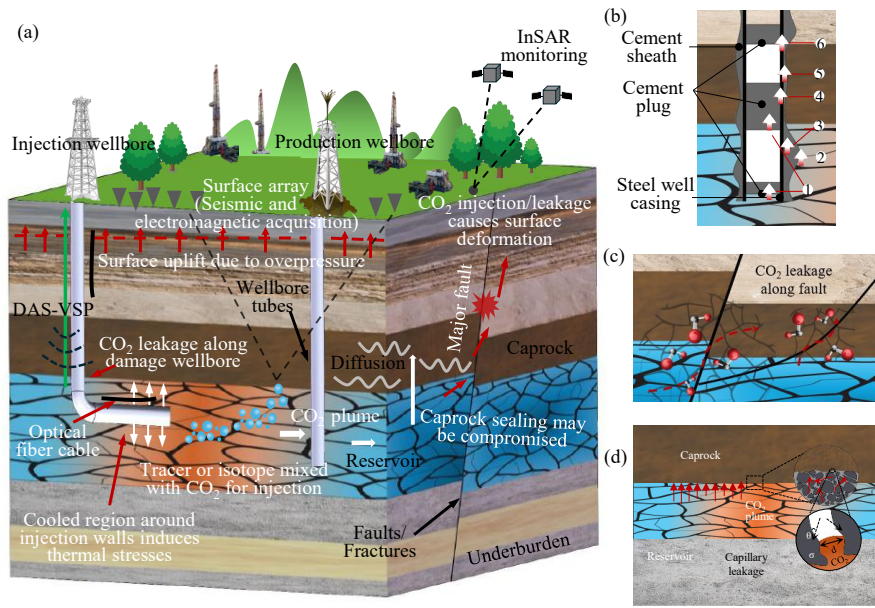 (a)
InSAR
monitoring
Injection wellbore
Production wellbore
Surface array
(Seismic and
electromagnetic acquisition)
CO2 injection/leakage
causes surface
deformation
Surface uplift due to overpressure
Wellbore
tubes
Major fault
DAS-VSP
CO2 leakage along
damage wellbore
Diffusion
Caprock
Optical
fiber cable
CO2 plume
Caprock sealing may
be compromised
Reservoir
Tracer or isotope mixed
with CO2 for injection
Cooled region around
injection walls induces
thermal stresses
Faults/
Fractures
Underburden
(b)
Cement
sheath
Cement
plug
Steel well
casing
6
5
4
3
2
1
(c)
CO2 leakage
along fault
(d)
Caprock
CO2
plume
Reservoir
Capillary
leakage
θ
σ
d
CO2